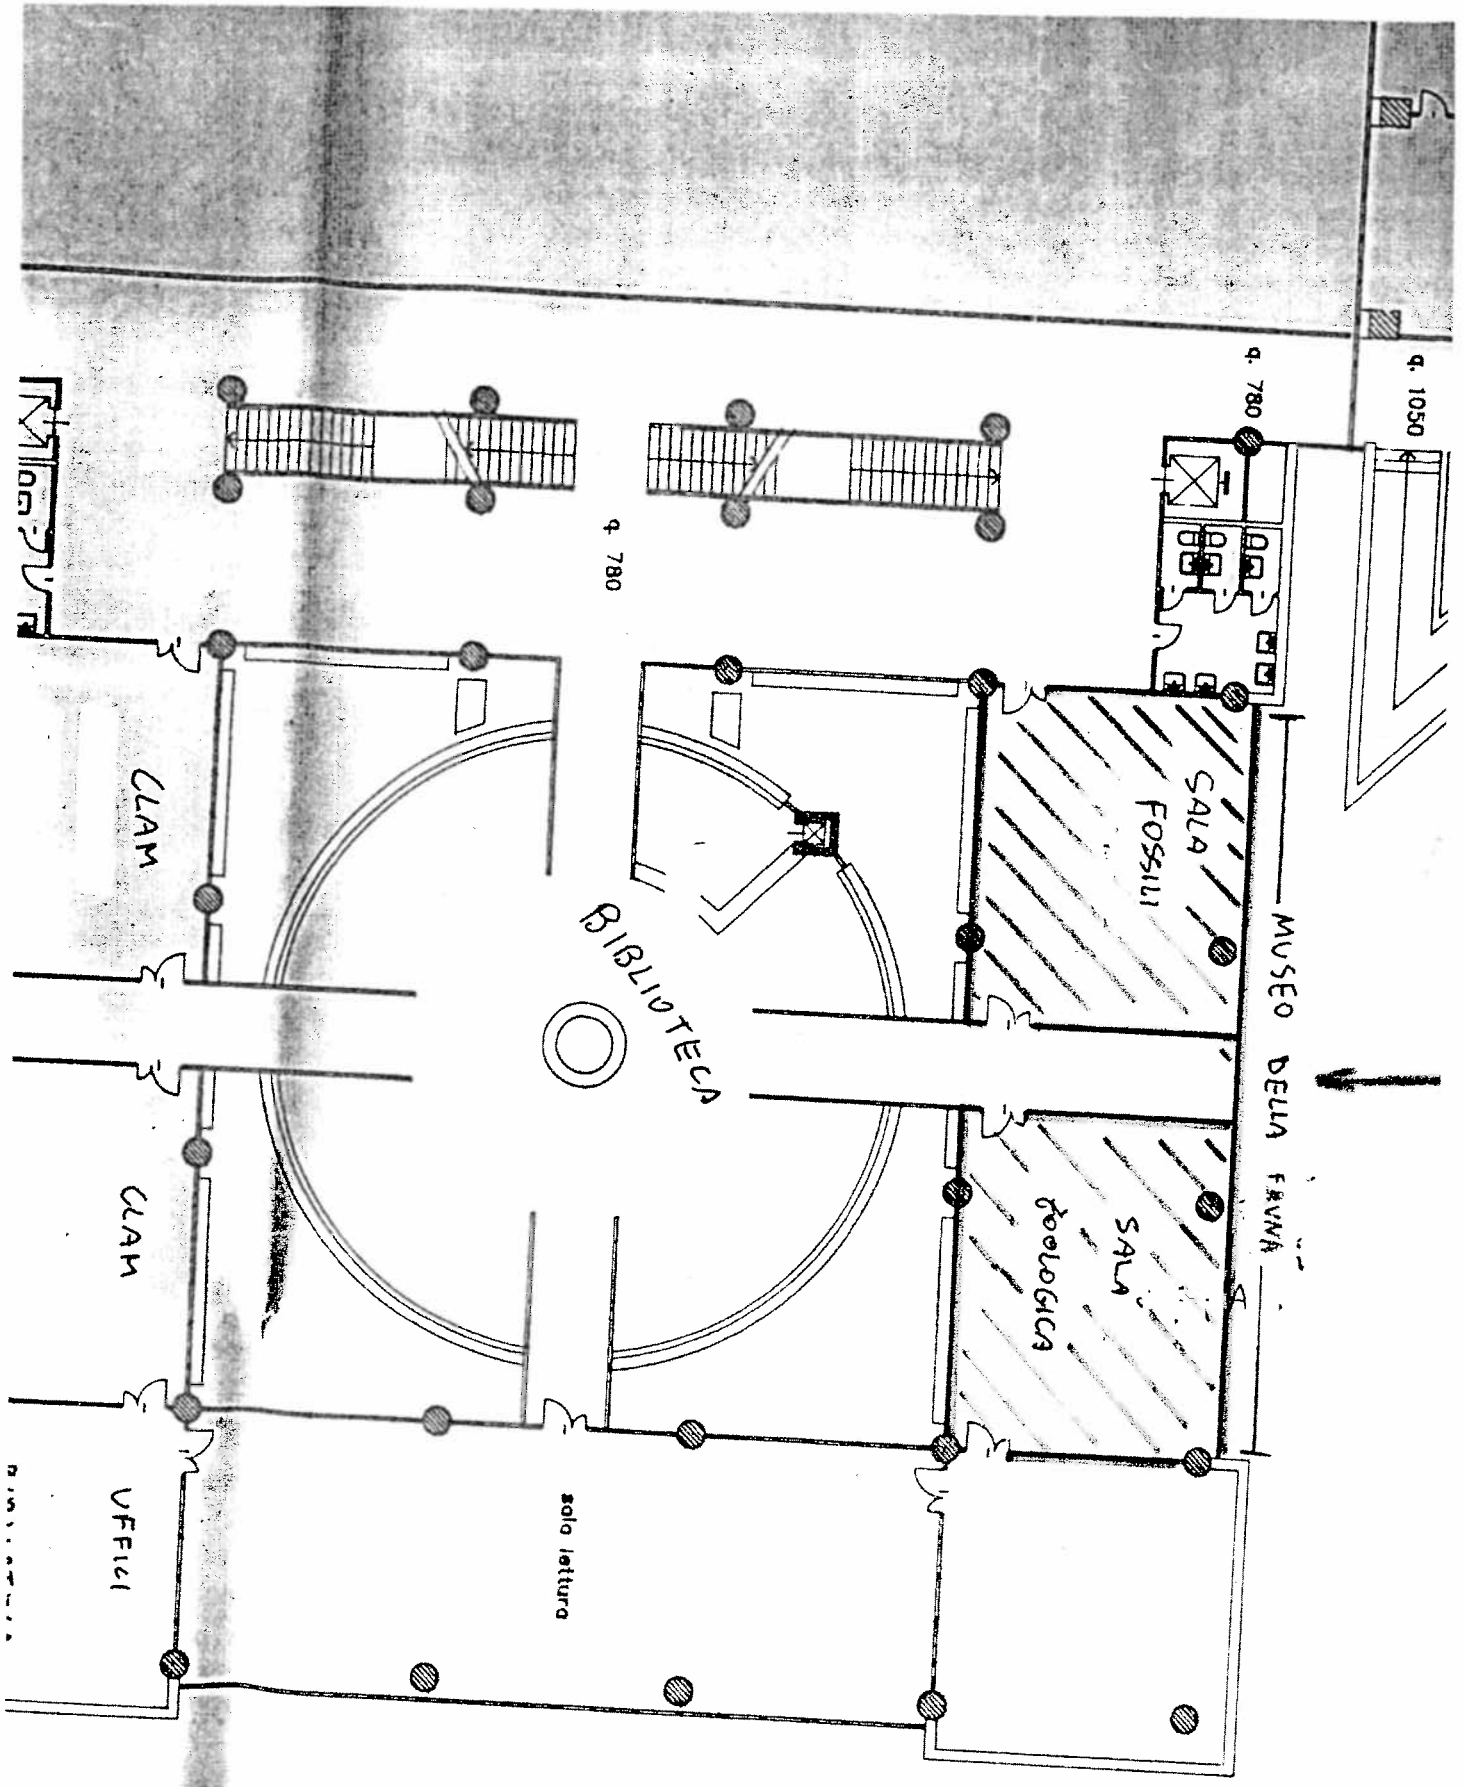 q. 1050
q. 780
q. 780
MUSEO DELLA FAUNA
SALA
FOSSILI
SALA
ZOOLOGICA
BIBLIOTECA
CLAM
CLAM
sala lettura
UFFICI